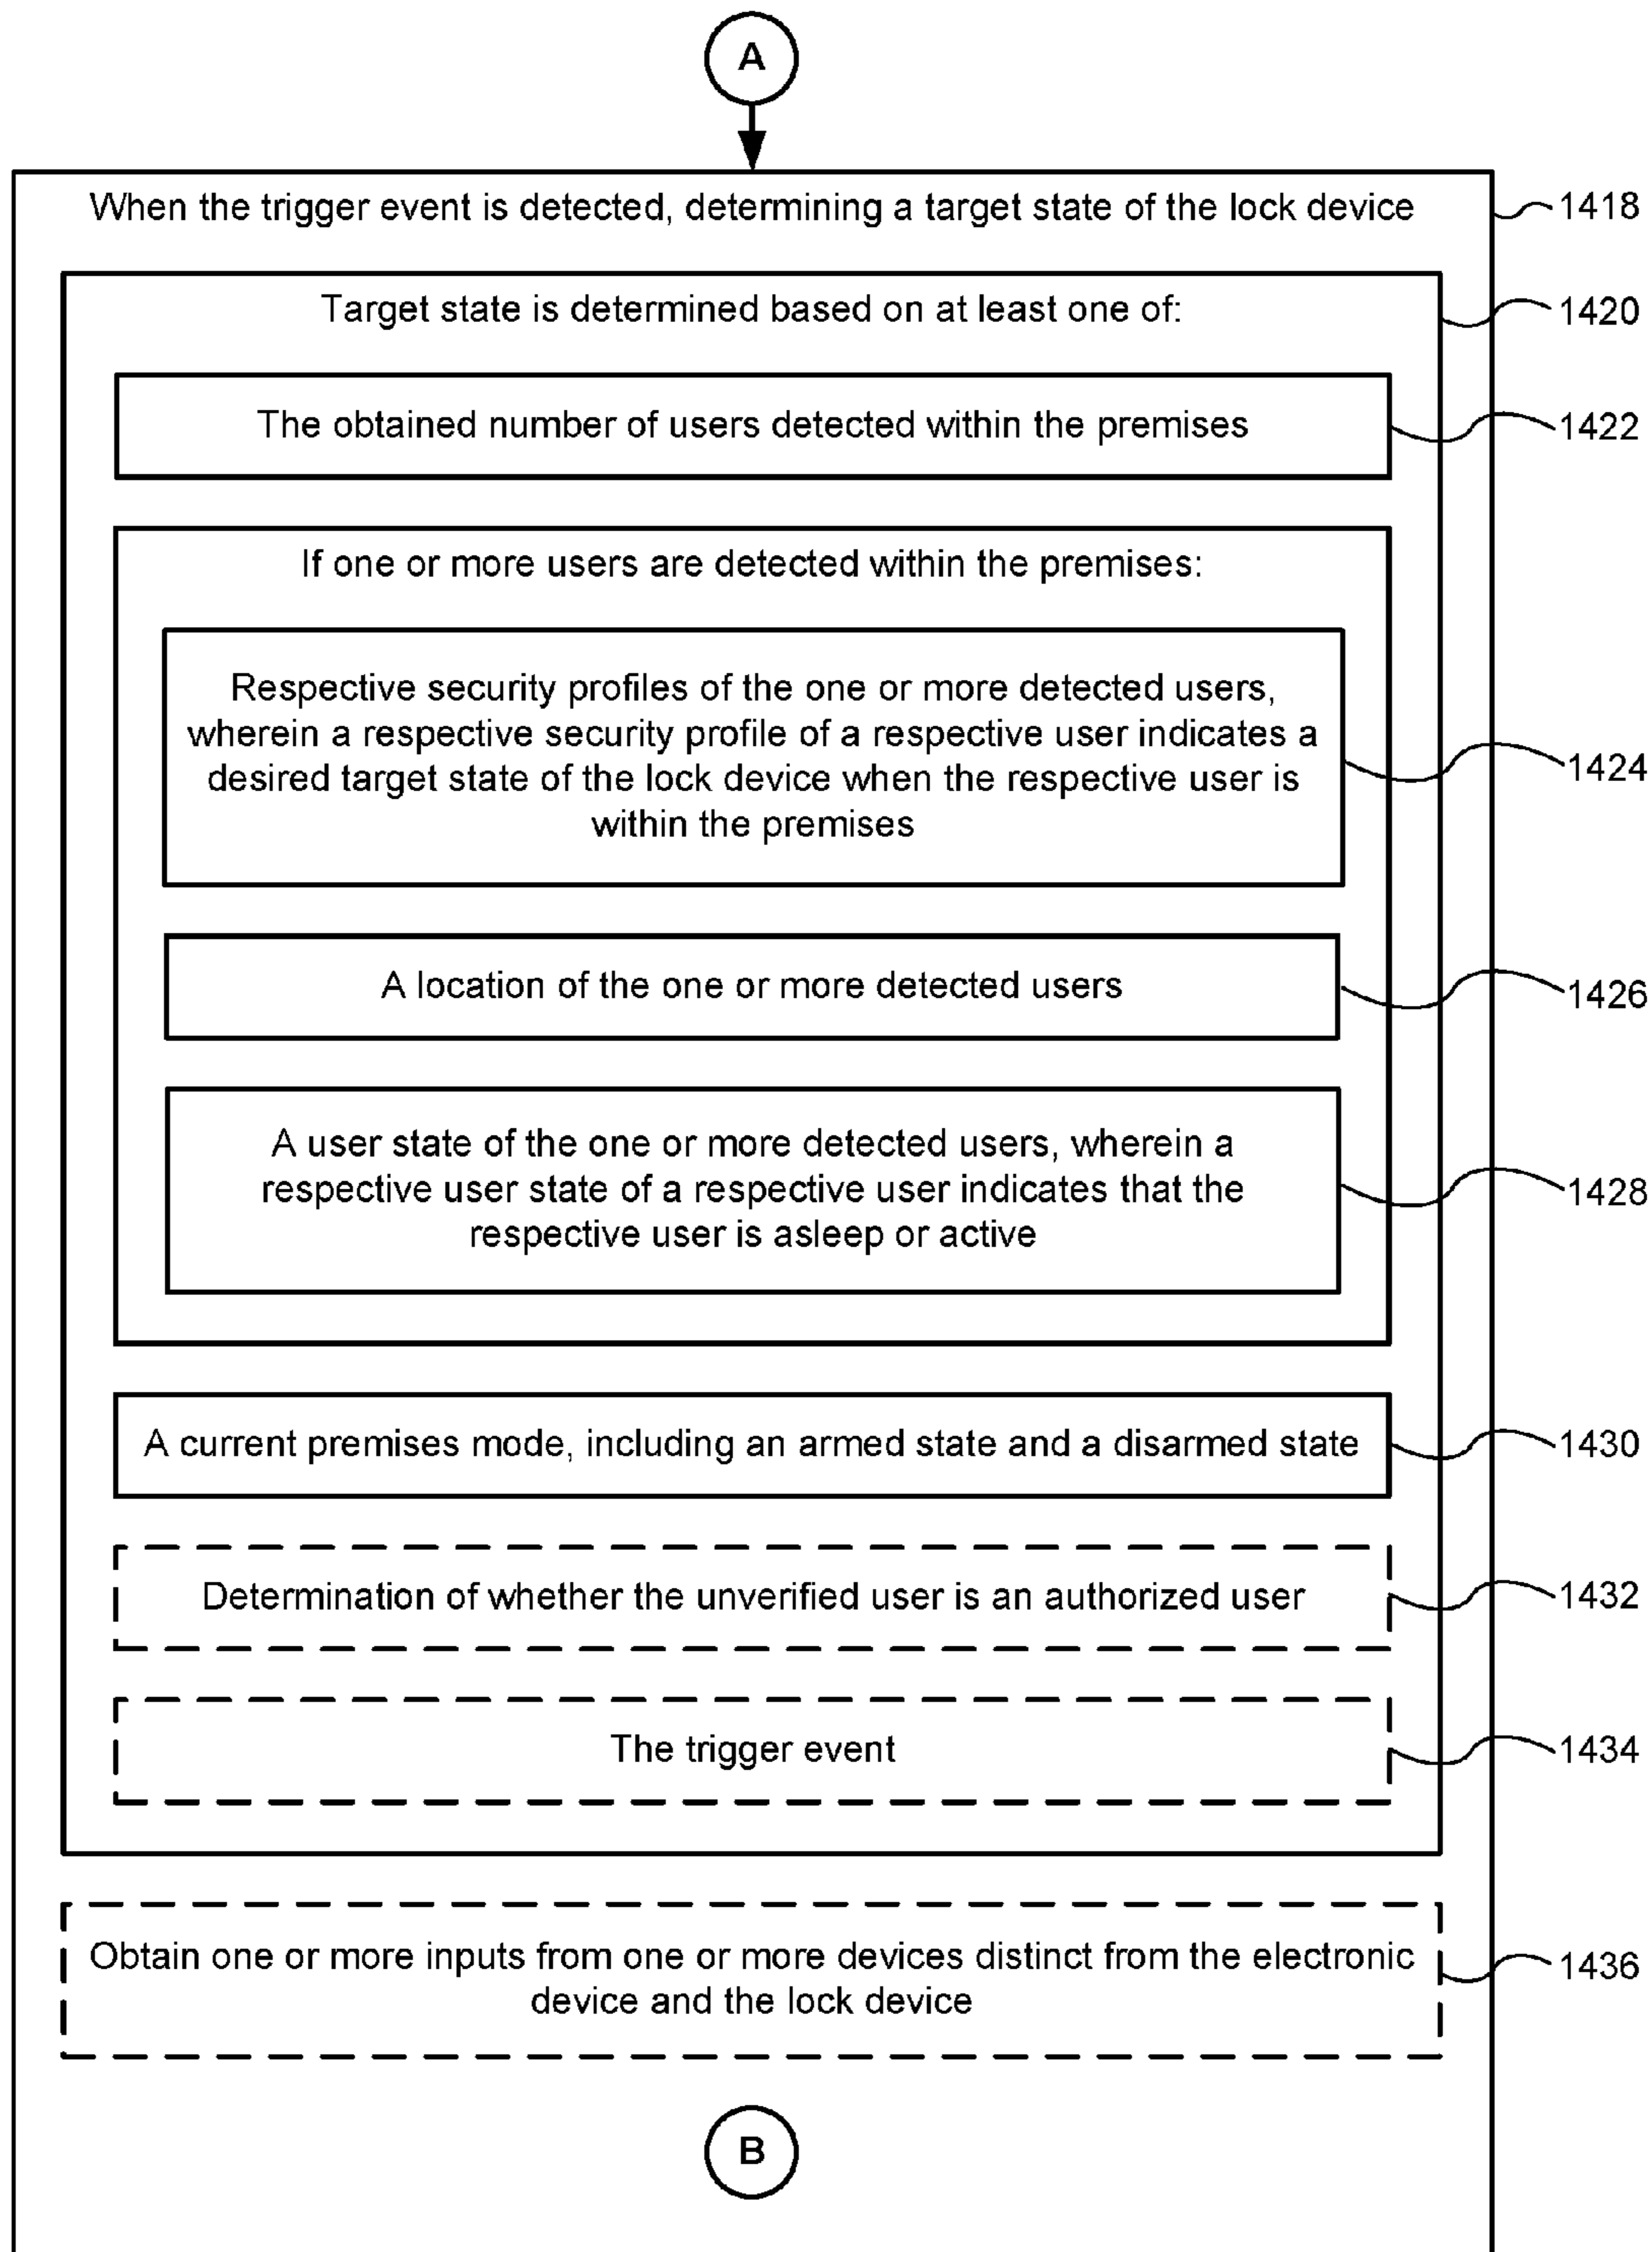 A
When the trigger event is detected, determining a target state of the lock device
1418
Target state is determined based on at least one of:
1420
The obtained number of users detected within the premises
1422
If one or more users are detected within the premises:
Respective security profiles of the one or more detected users,
wherein a respective security profile of a respective user indicates a
desired target state of the lock device when the respective user is
within the premises
1424
A location of the one or more detected users
1426
A user state of the one or more detected users, wherein a
respective user state of a respective user indicates that the
respective user is asleep or active
1428
A current premises mode, including an armed state and a disarmed state
1430
Determination of whether the unverified user is an authorized user
1432
The trigger event
1434
Obtain one or more inputs from one or more devices distinct from the electronic
device and the lock device
1436
B